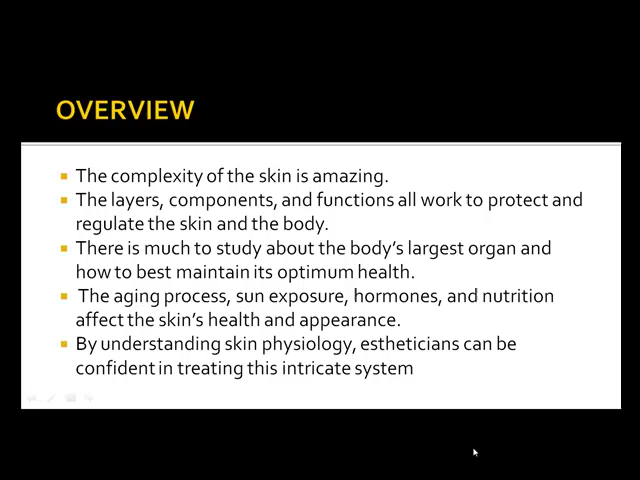 OVERVIEW
The complexity of the skin is amazing.
The layers, components, and functions all work to protect and
regulate the skin and the body.
There is much to study about the body's largest organ and
how to best maintain its optimum health.
The aging process, sun exposure, hormones, and nutrition
affect the skin's health and appearance.
By understanding skin physiology, estheticians can be
confident in treating this intricate system